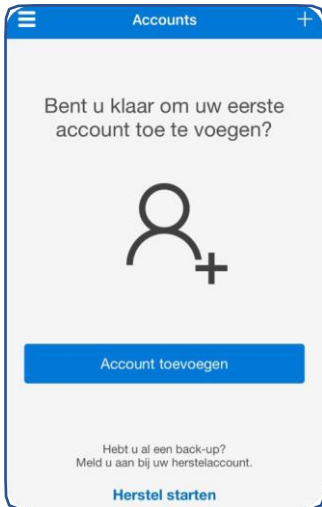 Accounts
Bent u klaar om uw eerste
account toe te voegen?
Account toevoegen
Hebt u al een back-up?
Meld u aan bij uw herstelaccount.
Herstel starten